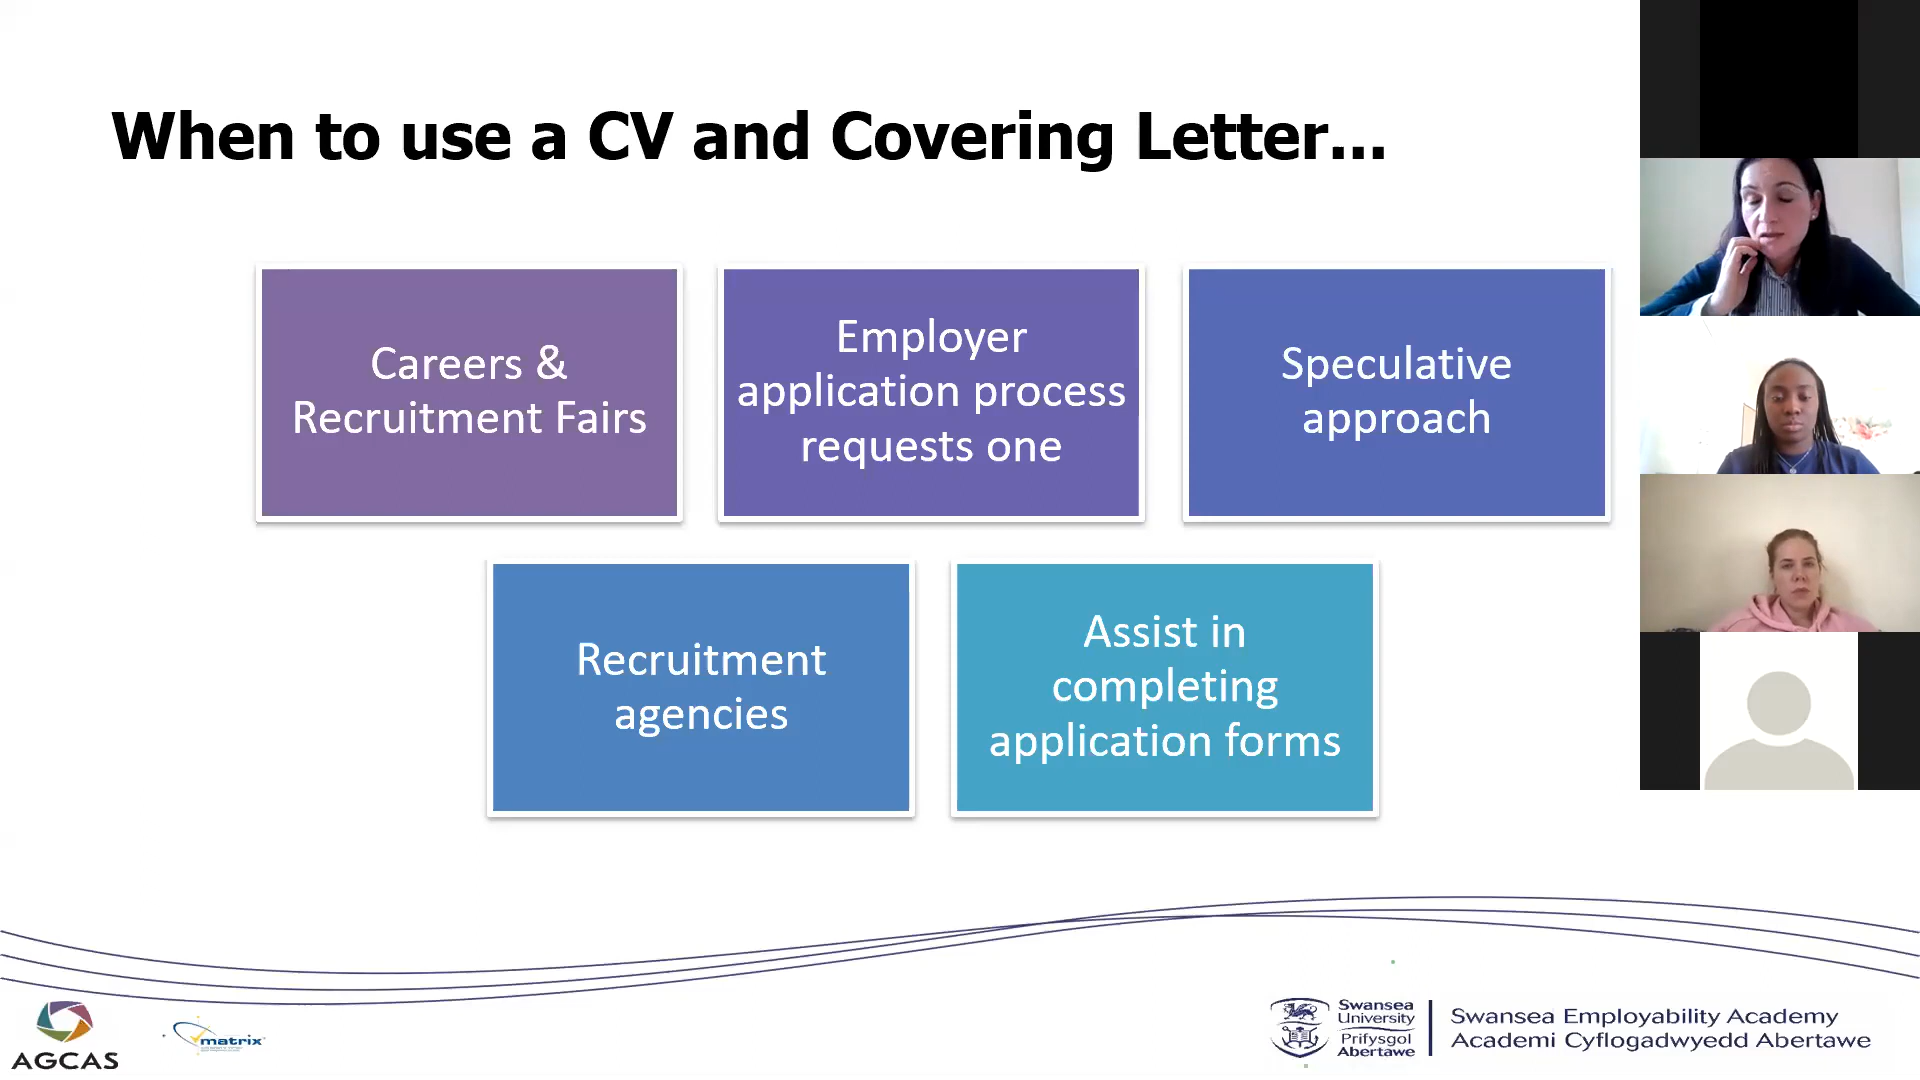 When to use a CV and Covering Letter...
Careers &
Recruitment Fairs
Employer
application process
requests one
Speculative
approach
Recruitment
agencies
Assist in
completing
application forms
AGCAS
matrix
Swansea
University
Prifysgol
Abertawe
Swansea Employability Academy
Academi Cyflogadwyedd Abertawe